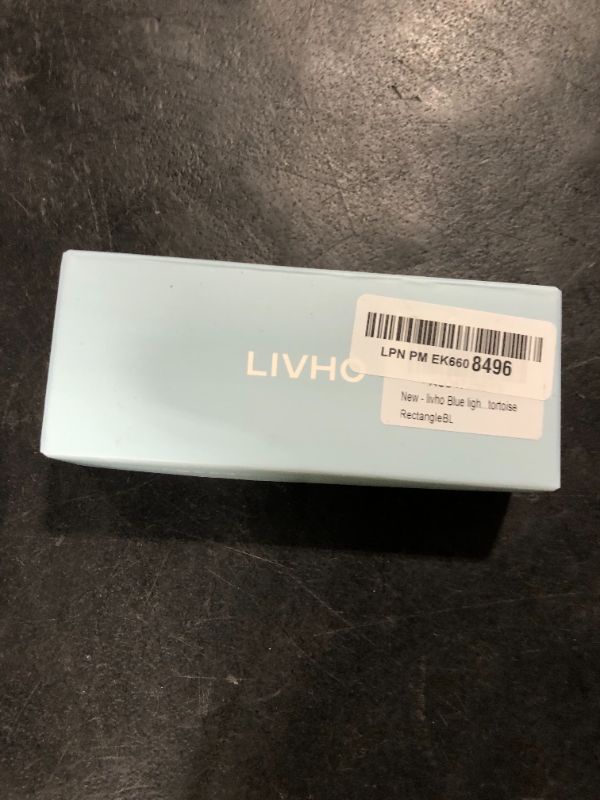 LIVHO
LPN PM EK660 8496
New - livho Blue ligh...tortoise
RectangleBL